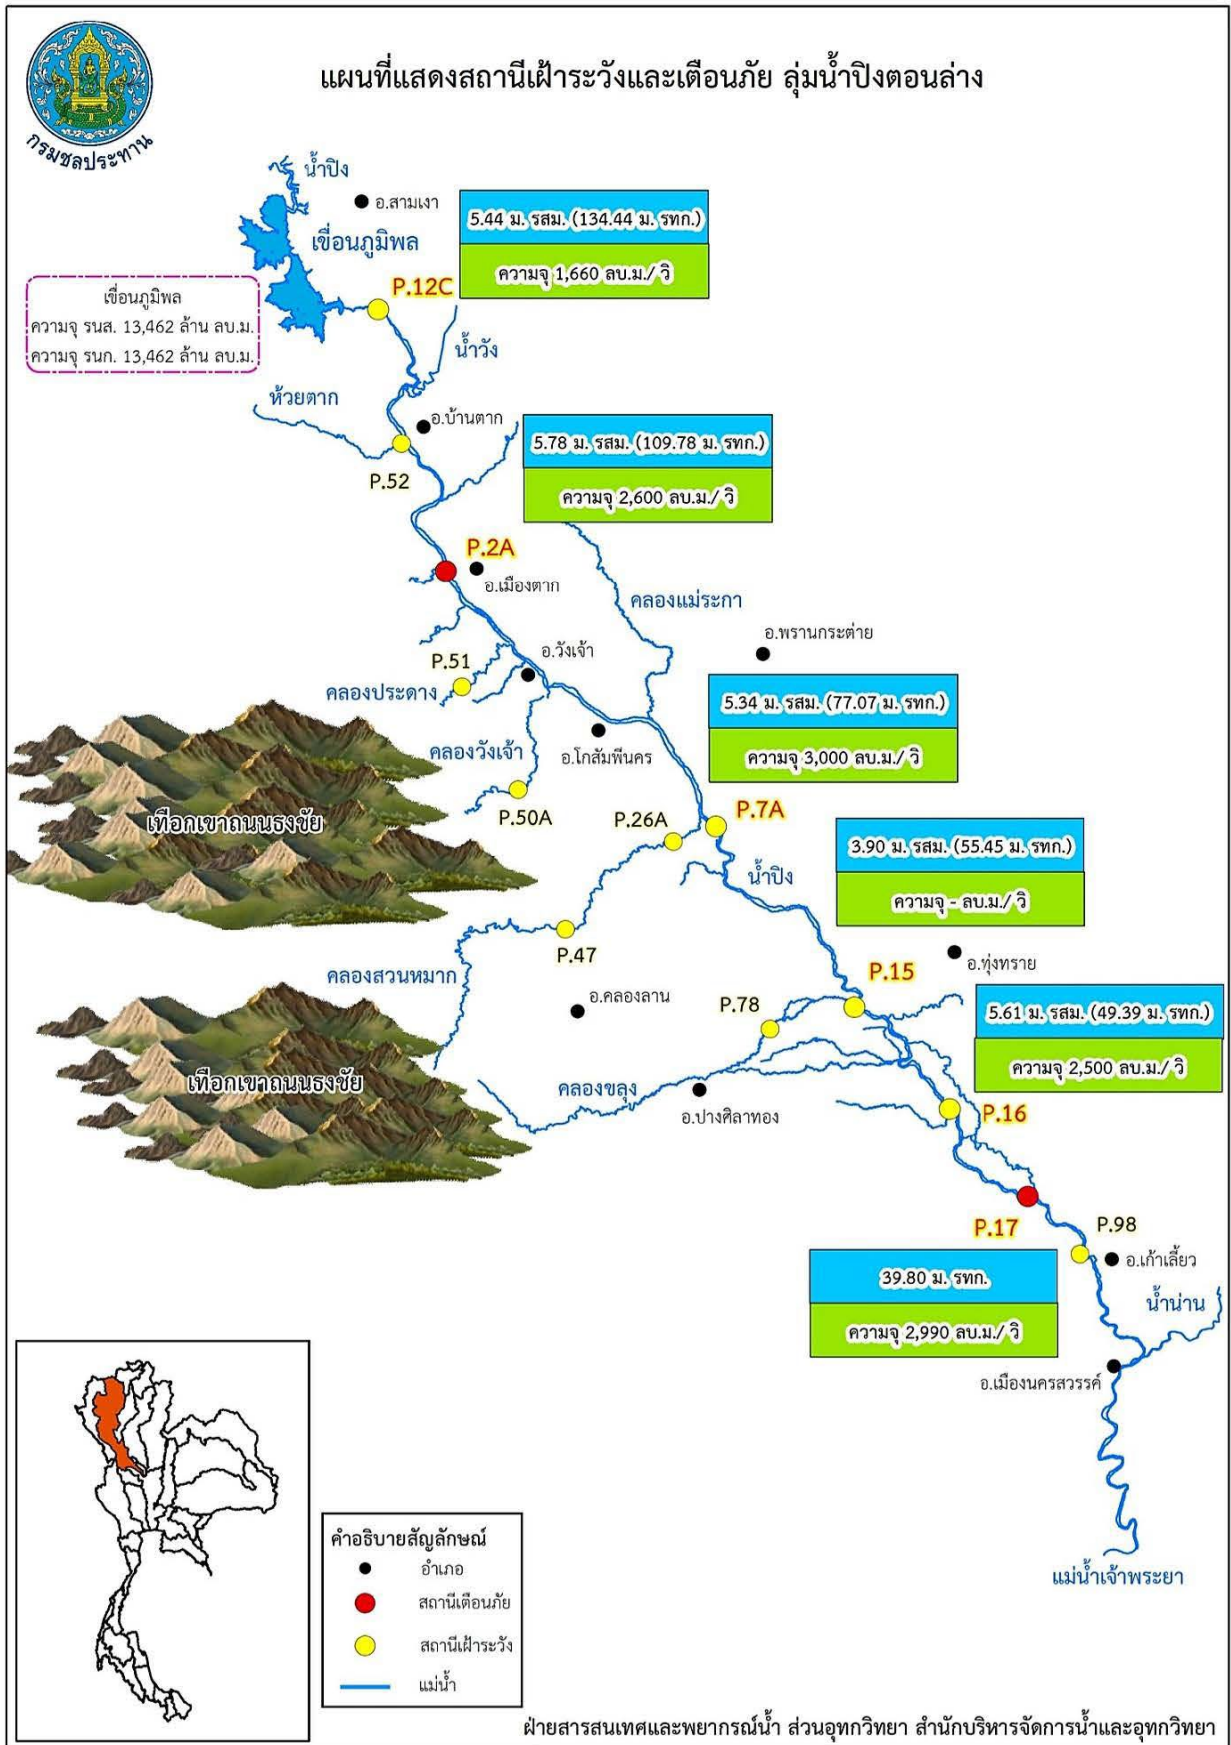 แผนที่แสดงสถานีเฝ้าระวังและเตือนภัย ลุ่มน้ำปิงตอนล่าง
กรมชลประทาน
น้ำปิง
อ.สามเงา
เขื่อนภูมิพล
5.44 ม. รสม. (134.44 ม. รทก.)
ความจุ 1,660 ลบ.ม./ วิ
P.12C
เขื่อนภูมิพล
ความจุ รนส. 13,462 ล้าน ลบ.ม.
ความจุ รนก. 13,462 ล้าน ลบ.ม.
น้ำวัง
ห้วยตาก
อ.บ้านตาก
P.52
5.78 ม. รสม. (109.78 ม. รทก.)
ความจุ 2,600 ลบ.ม./ วิ
P.2A
อ.เมืองตาก
คลองแม่ระกา
อ.พรานกระต่าย
อ.วังเจ้า
P.51
คลองประดาง
5.34 ม. รสม. (77.07 ม. รทก.)
ความจุ 3,000 ลบ.ม./ วิ
คลองวังเจ้า
อ.โกสัมพีนคร
P.50A
P.26A
P.7A
เทือกเขาถนนธงชัย
น้ำปิง
3.90 ม. รสม. (55.45 ม. รทก.)
ความจุ - ลบ.ม./ วิ
P.47
คลองสวนหมาก
อ.คลองลาน
P.78
P.15
อ.ทุ่งทราย
5.61 ม. รสม. (49.39 ม. รทก.)
ความจุ 2,500 ลบ.ม./ วิ
เทือกเขาถนนธงชัย
คลองขลุง
อ.ปางศิลาทอง
P.16
P.17
P.98
อ.เก้าเลี้ยว
39.80 ม. รทก.
ความจุ 2,990 ลบ.ม./ วิ
น้ำน่าน
อ.เมืองนครสวรรค์
แม่น้ำเจ้าพระยา
คำอธิบายสัญลักษณ์
อำเภอ
สถานีเตือนภัย
สถานีเฝ้าระวัง
แม่น้ำ
ฝ่ายสารสนเทศและพยากรณ์น้ำ ส่วนอุทกวิทยา สำนักบริหารจัดการน้ำและอุทกวิทยา